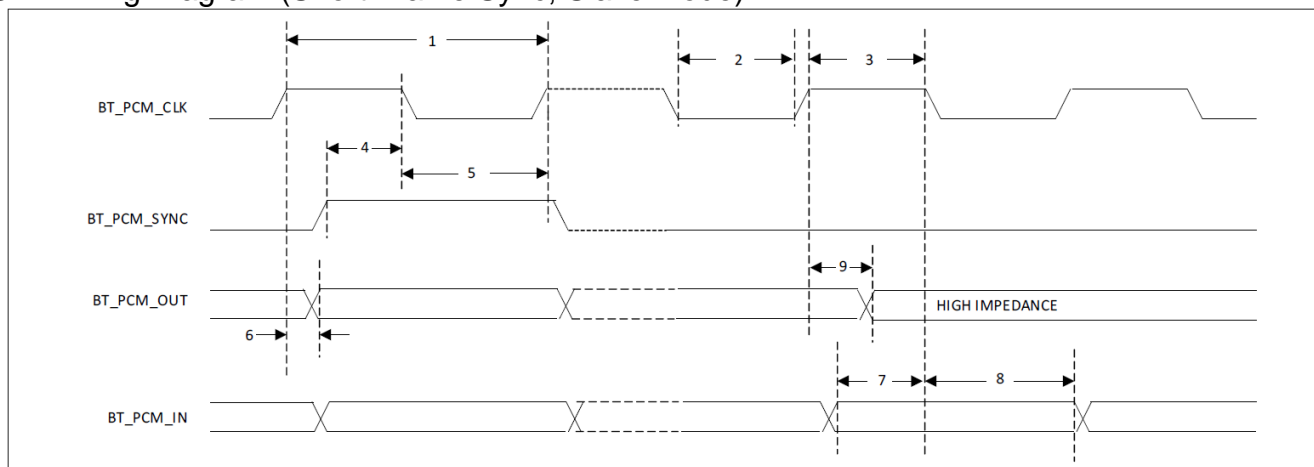 1
2
3
BT_PCM_CLK
4
5
BT_PCM_SYNC
9
BT_PCM_OUT
HIGH IMPEDANCE
6
7
8
BT_PCM_IN